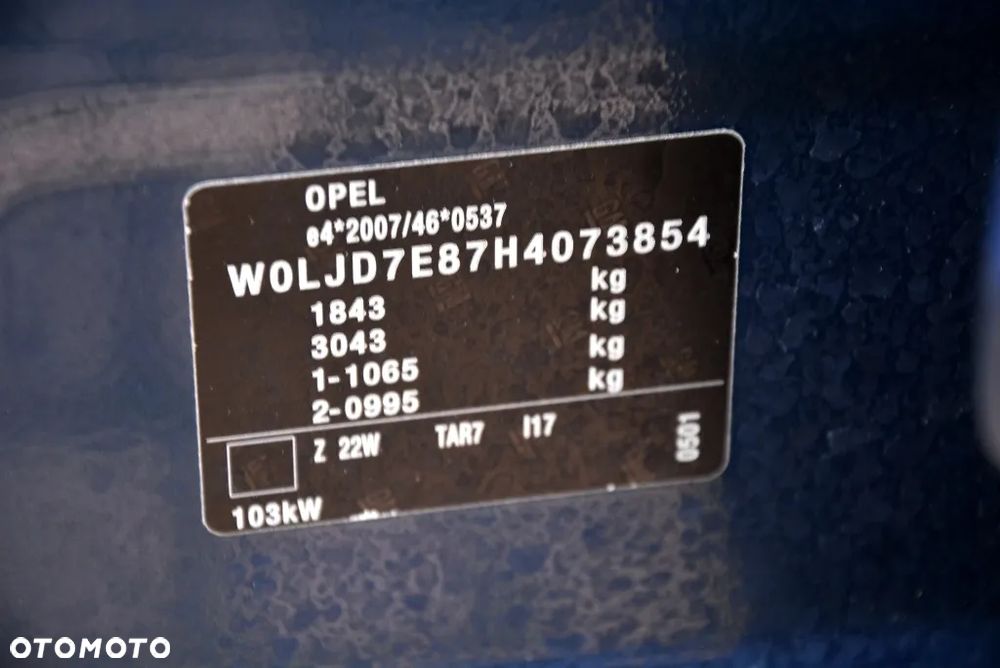 OPEL
e4*2007/46*0537
W0LJD7E87H4073854
1843 kg
3043 kg
1-1065 kg
2-0995 kg
Z 22W TAR7 I17
0501
103kW
OTOMOTO